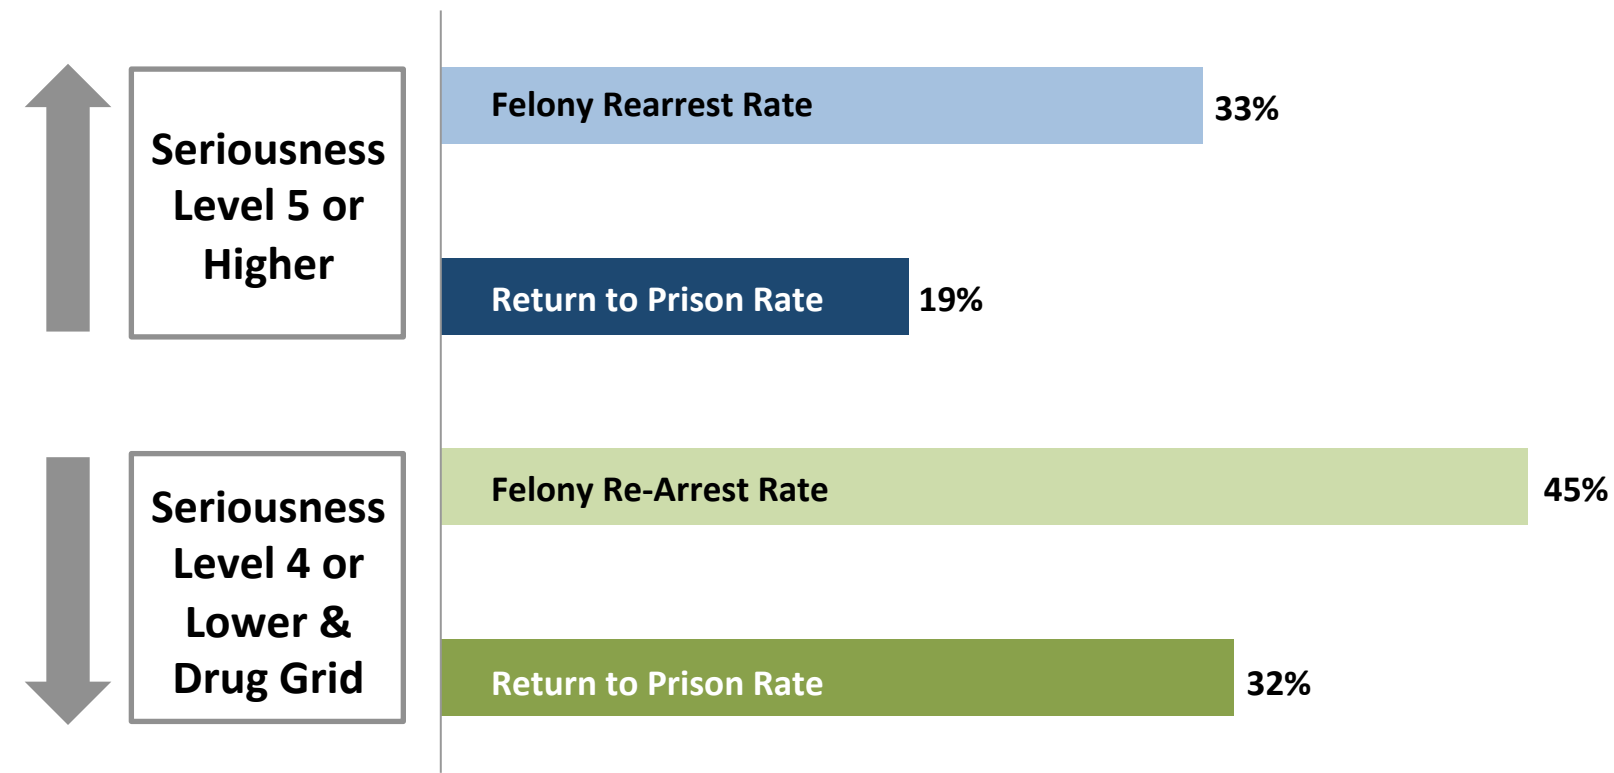 Seriousness
Level 5 or
Higher
Felony Rearrest Rate
33%
Return to Prison Rate
19%
Seriousness
Level 4 or
Lower &
Drug Grid
Felony Re-Arrest Rate
45%
Return to Prison Rate
32%